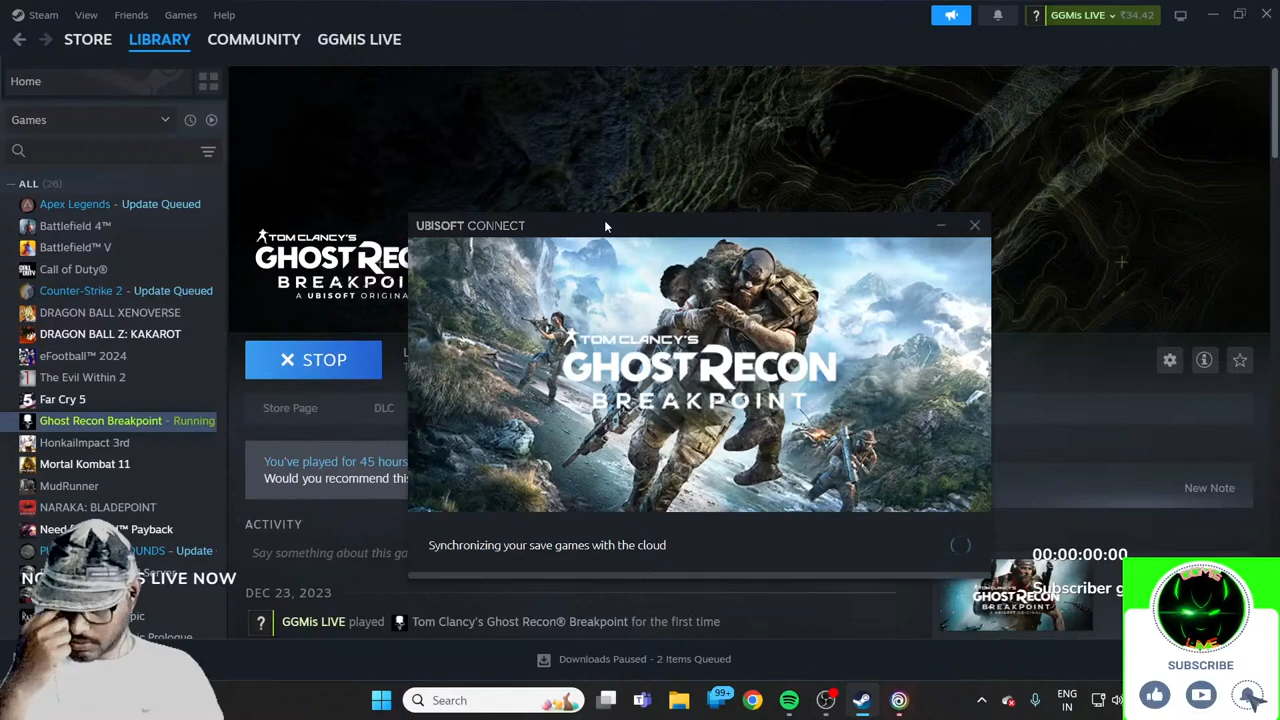 Steam View Friends Games Help
? GGMis LIVE ₹34.42
STORE LIBRARY COMMUNITY GGMIS LIVE
Home
Games
ALL (26)
Apex Legends - Update Queued
Battlefield 4™
Battlefield™ V
Call of Duty®
Counter-Strike 2 - Update Queued
DRAGON BALL XENOVERSE
DRAGON BALL Z: KAKAROT
eFootball™ 2024
The Evil Within 2
Far Cry 5
Ghost Recon Breakpoint - Running
HonkaiImpact 3rd
Mortal Kombat 11
MudRunner
NARAKA: BLADEPOINT
Payback
Update
LIVE NOW
Prologue
TOM CLANCY'S
GHOST
BREAKPOI
A UBISOFT ORIGINA
STOP
Store Page DLC
You've played for 45 hours
Would you recommend this
New Note
ACTIVITY
Say something about this ga
DEC 23, 2023
? GGMis LIVE played Tom Clancy's Ghost Recon® Breakpoint for the first time
UBISOFT CONNECT
TOM CLANCY'S
GHOST RECON
BREAKPOINT
Synchronizing your save games with the cloud
00:00:00:00
Subscriber g
GHOST RECON
BREAKPOINT
Downloads Paused - 2 Items Queued
LIVE
SUBSCRIBE
Search
99+
ENG
IN